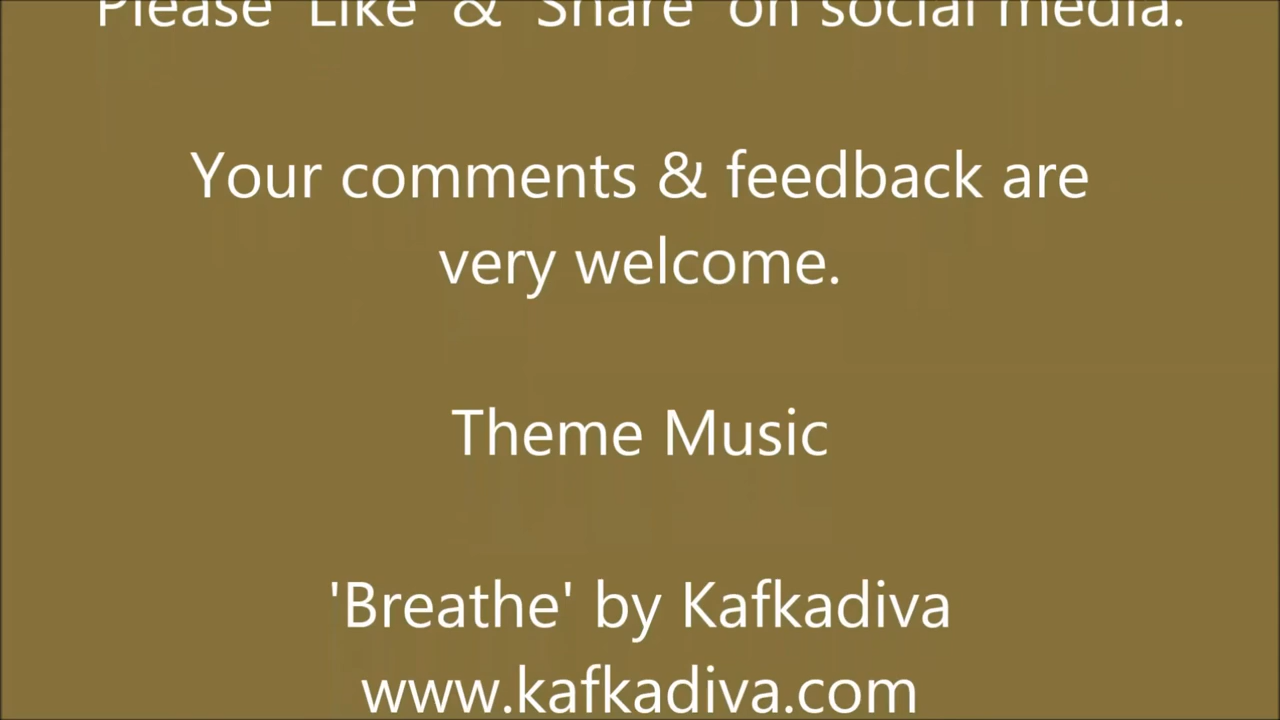 Please 'Like' & 'Share' on social media.
Your comments & feedback are
very welcome.
Theme Music
'Breathe' by Kafkadiva
www.kafkadiva.com